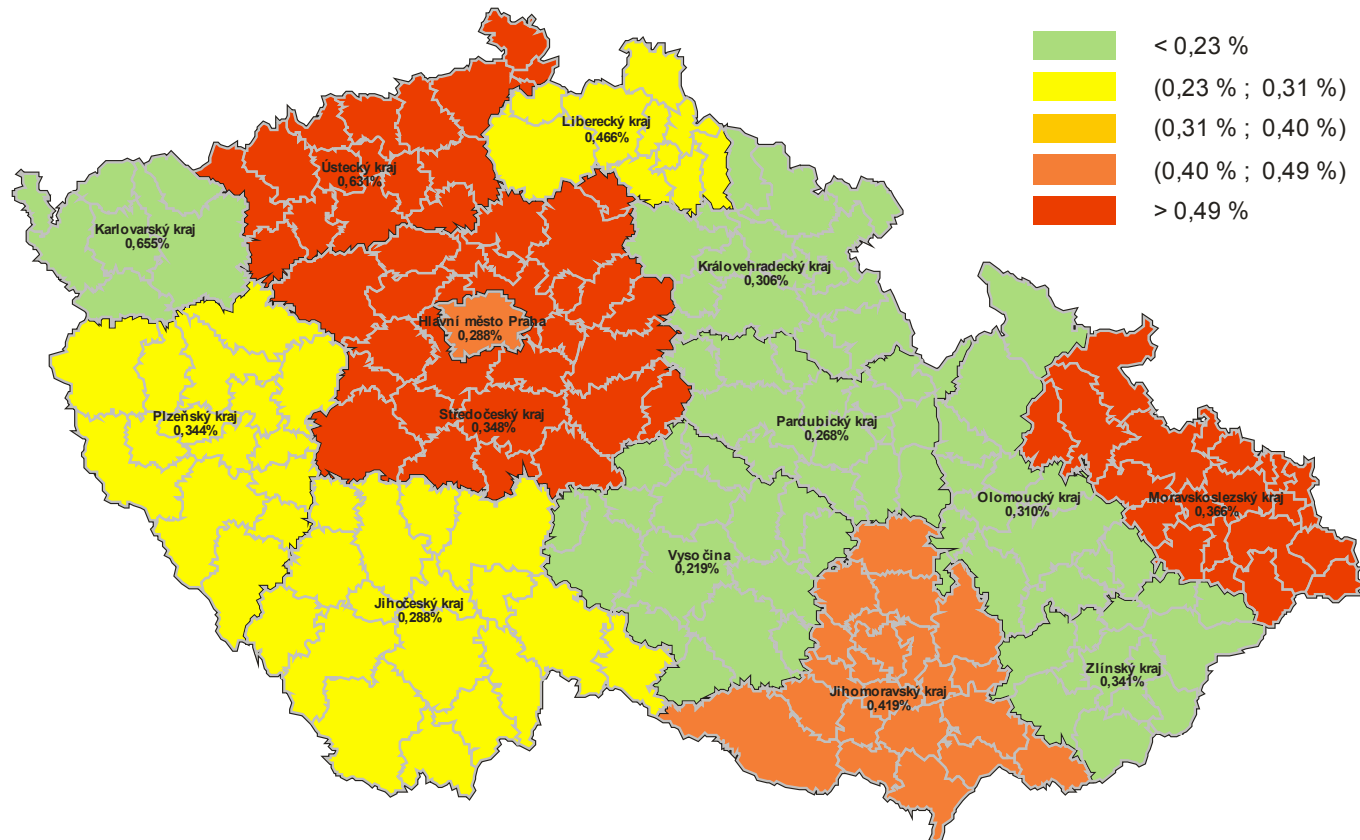 < 0,23 %
(0,23 % ; 0,31 %)
(0,31 % ; 0,40 %)
(0,40 % ; 0,49 %)
> 0,49 %
Liberecký kraj
0,466%
Ústecký kraj
0,631%
Karlovarský kraj
0,655%
Královehradecký kraj
0,306%
Hlavní město Praha
0,288%
Plzeňský kraj
0,344%
Středočeský kraj
0,348%
Pardubický kraj
0,268%
Olomoucký kraj
0,310%
Moravskoslezský kraj
0,366%
Vysočina
0,219%
Jihočeský kraj
0,288%
Zlínský kraj
0,341%
Jihomoravský kraj
0,419%